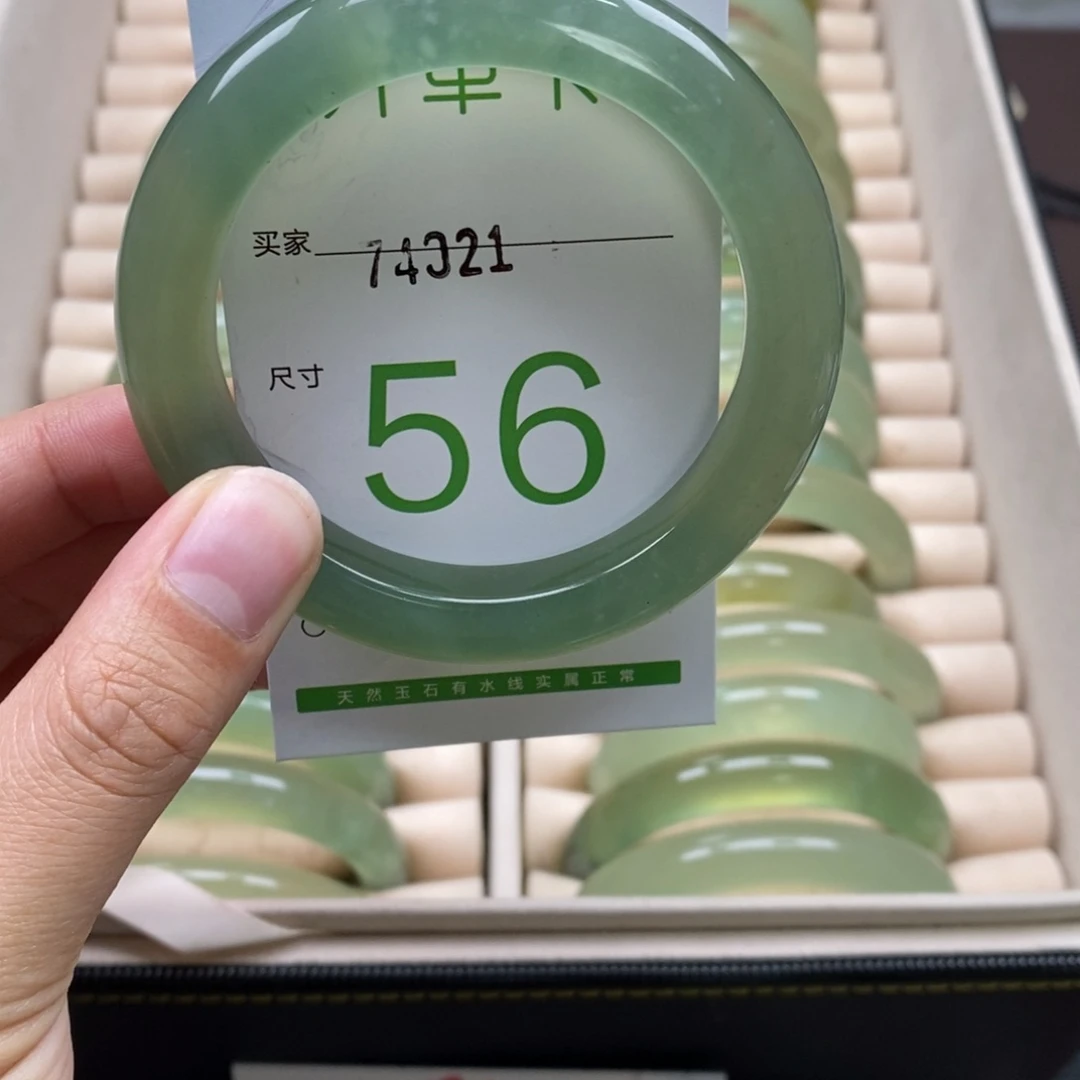 买家 74321
尺寸 56
天然玉石有水线实属正常